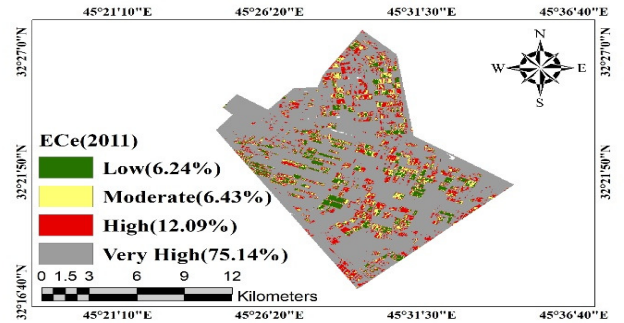 45°21'10"E 45°26'20"E 45°31'30"E 45°36'40"E
32°27'0"N
32°27'0"N
N
W E
S
ECe(2011)
Low(6.24%)
Moderate(6.43%)
High(12.09%)
Very High(75.14%)
32°21'50"N
32°21'50"N
0 1.5 3 6 9 12
Kilometers
32°16'40"N
32°16'40"N
45°21'10"E 45°26'20"E 45°31'30"E 45°36'40"E